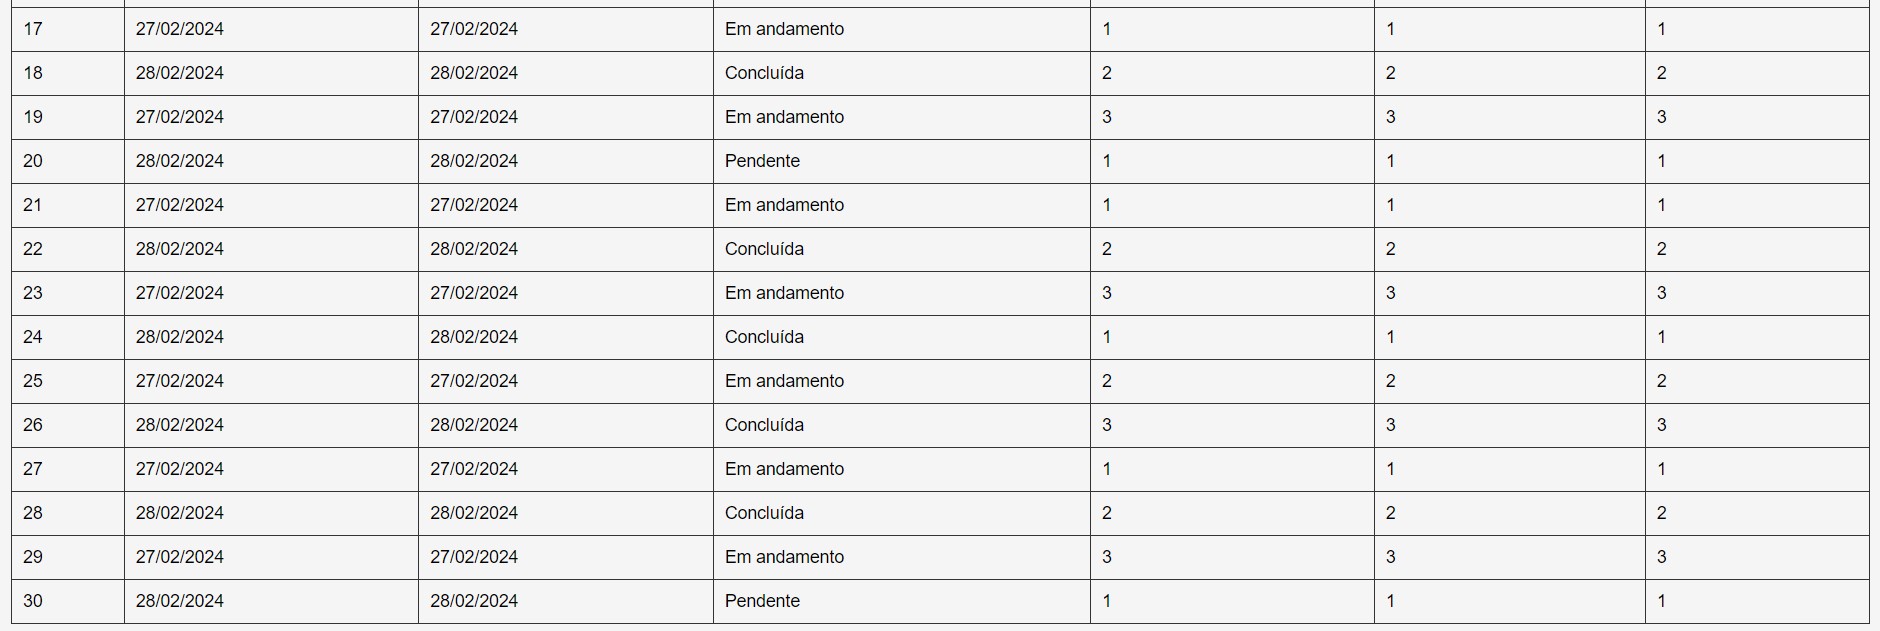 17 27/02/2024 27/02/2024 Em andamento 1 1 1
18 28/02/2024 28/02/2024 Concluída 2 2 2
19 27/02/2024 27/02/2024 Em andamento 3 3 3
20 28/02/2024 28/02/2024 Pendente 1 1 1
21 27/02/2024 27/02/2024 Em andamento 1 1 1
22 28/02/2024 28/02/2024 Concluída 2 2 2
23 27/02/2024 27/02/2024 Em andamento 3 3 3
24 28/02/2024 28/02/2024 Concluída 1 1 1
25 27/02/2024 27/02/2024 Em andamento 2 2 2
26 28/02/2024 28/02/2024 Concluída 3 3 3
27 27/02/2024 27/02/2024 Em andamento 1 1 1
28 28/02/2024 28/02/2024 Concluída 2 2 2
29 27/02/2024 27/02/2024 Em andamento 3 3 3
30 28/02/2024 28/02/2024 Pendente 1 1 1